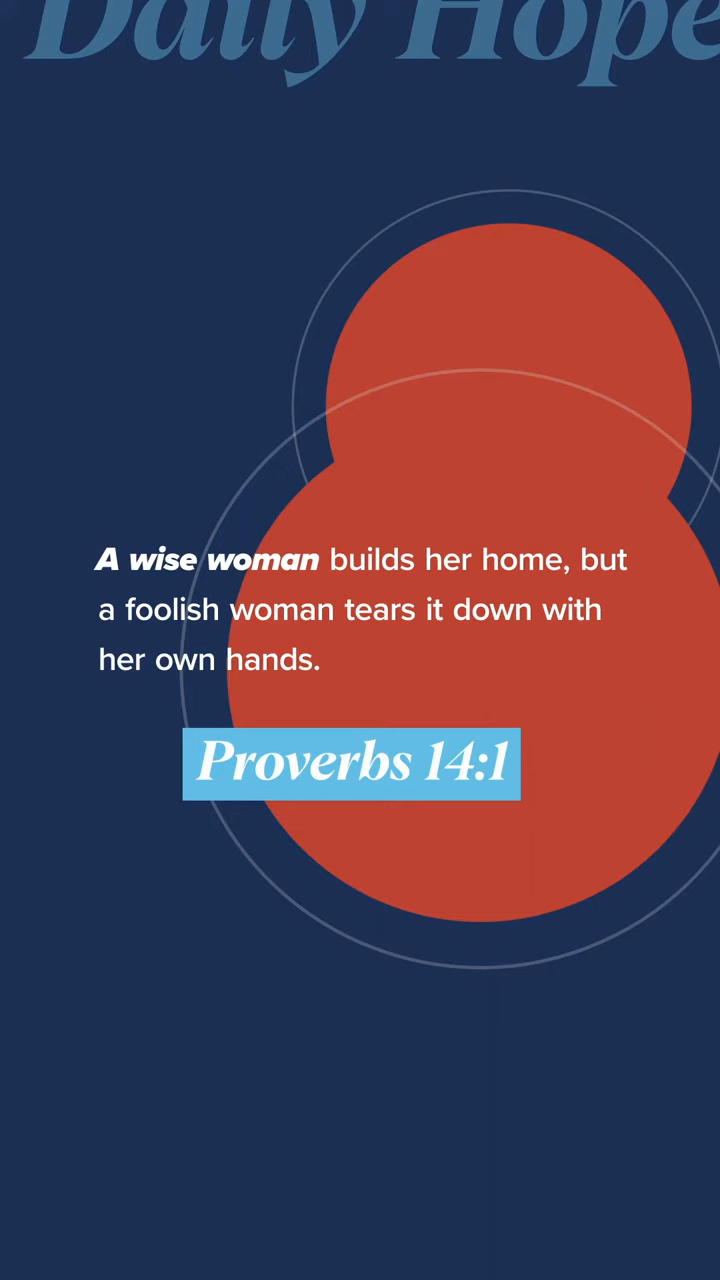 Daily Hope
A wise woman builds her home, but
a foolish woman tears it down with
her own hands.
Proverbs 14:1